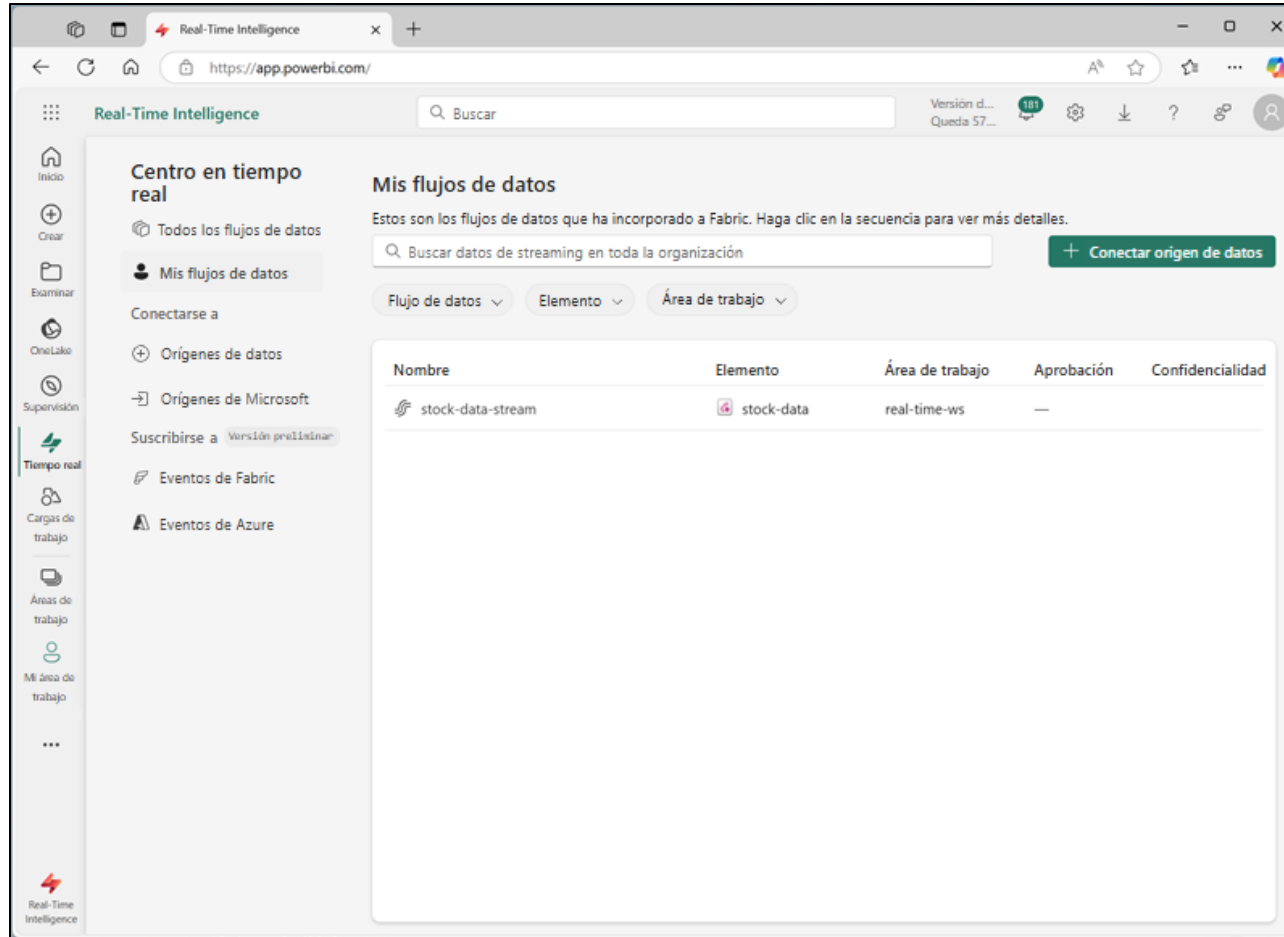 Real-Time Intelligence
https://app.powerbi.com/
Real-Time Intelligence
Buscar
Versión d...
Queda 57...
181
Inicio
Crear
Examinar
OneLake
Supervisión
Tiempo real
Cargas de
trabajo
Áreas de
trabajo
Mi área de
trabajo
Real-Time
Intelligence
Centro en tiempo
real
Todos los flujos de datos
Mis flujos de datos
Conectarse a
Orígenes de datos
Orígenes de Microsoft
Suscribirse a Versión preliminar
Eventos de Fabric
Eventos de Azure
Mis flujos de datos
Estos son los flujos de datos que ha incorporado a Fabric. Haga clic en la secuencia para ver más detalles.
Buscar datos de streaming en toda la organización
+ Conectar origen de datos
Flujo de datos Elemento Área de trabajo
Nombre Elemento Área de trabajo Aprobación Confidencialidad
stock-data-stream stock-data real-time-ws —